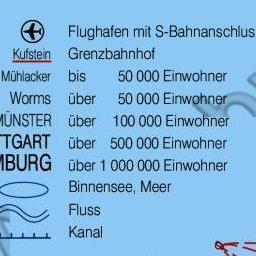 Flughafen mit S-Bahnanschlus
Kufstein Grenzbahnhof
Mühlacker bis 50 000 Einwohner
Worms über 50 000 Einwohner
MÜNSTER über 100 000 Einwohner
TTGART über 500 000 Einwohner
MBURG über 1 000 000 Einwohner
Binnensee, Meer
Fluss
Kanal